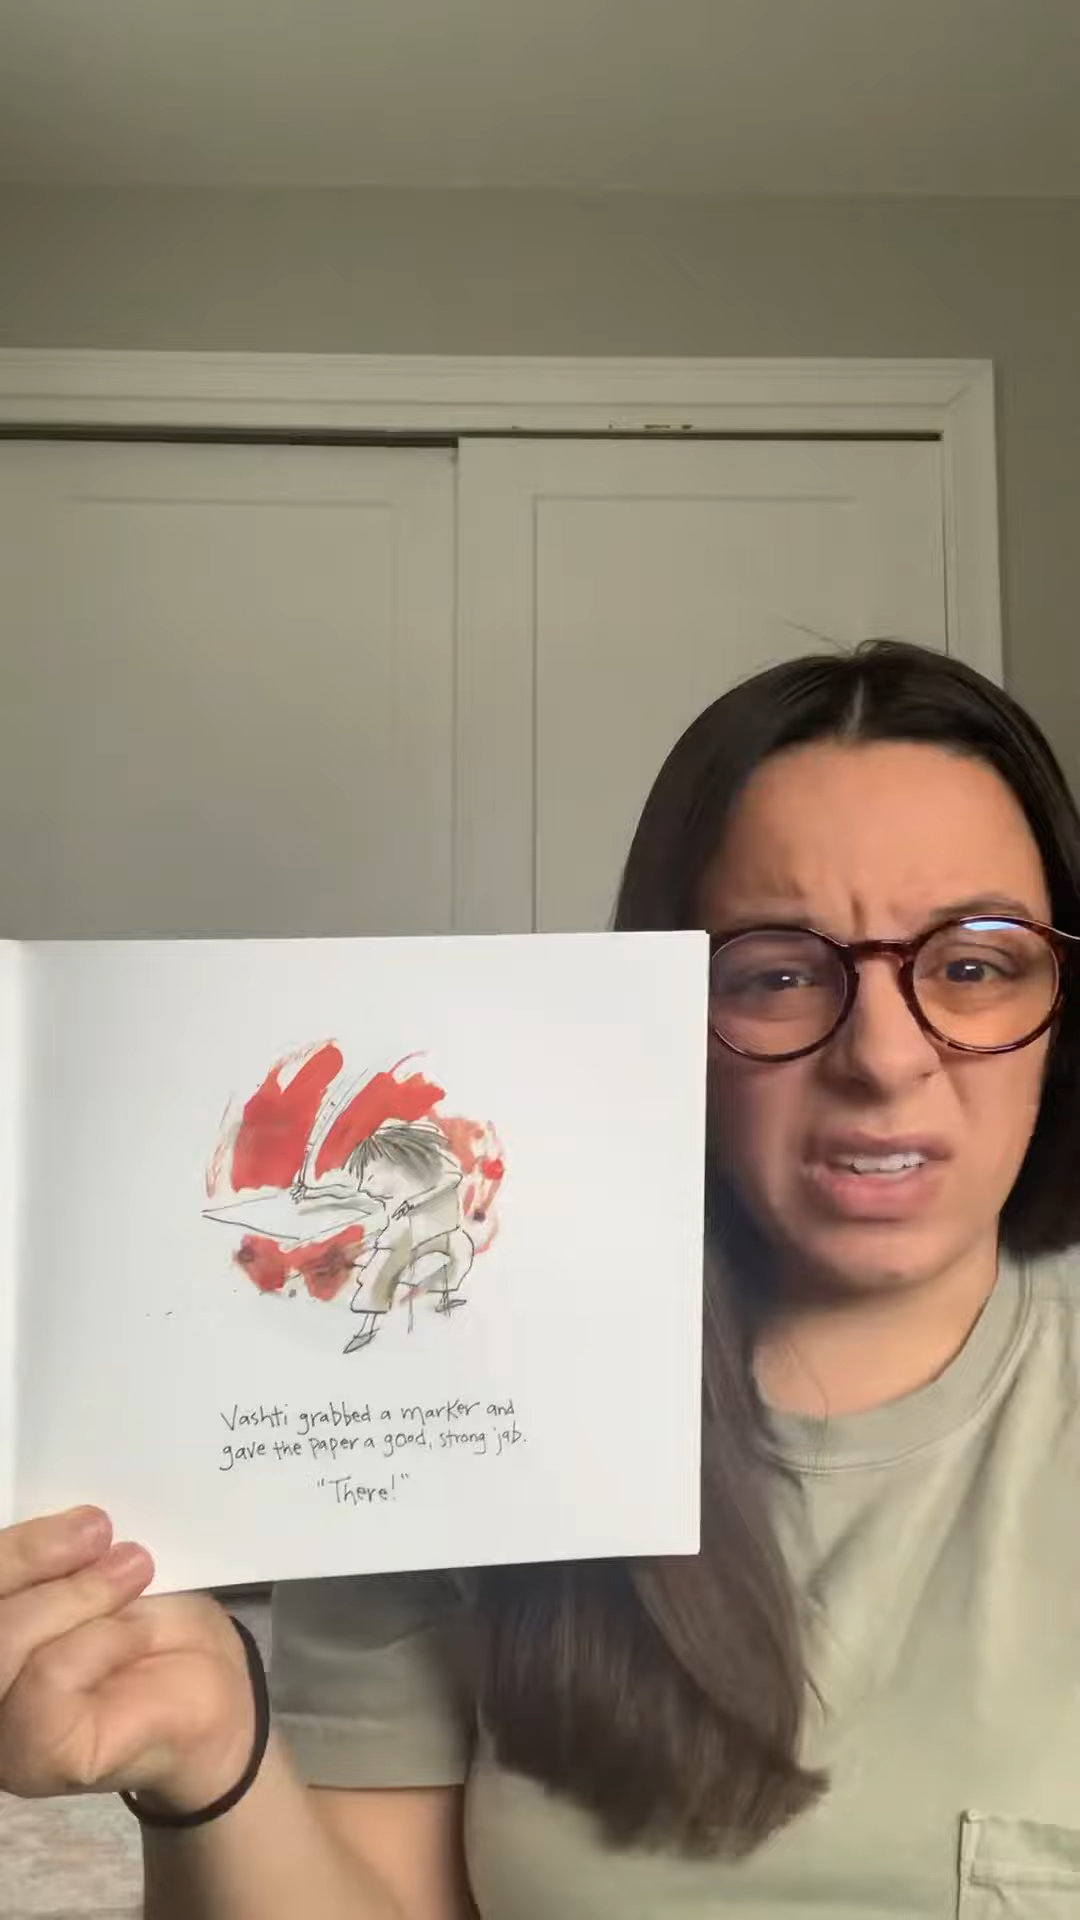 Vashti grabbed a marker and
gave the paper a good, strong jab.
"There!"